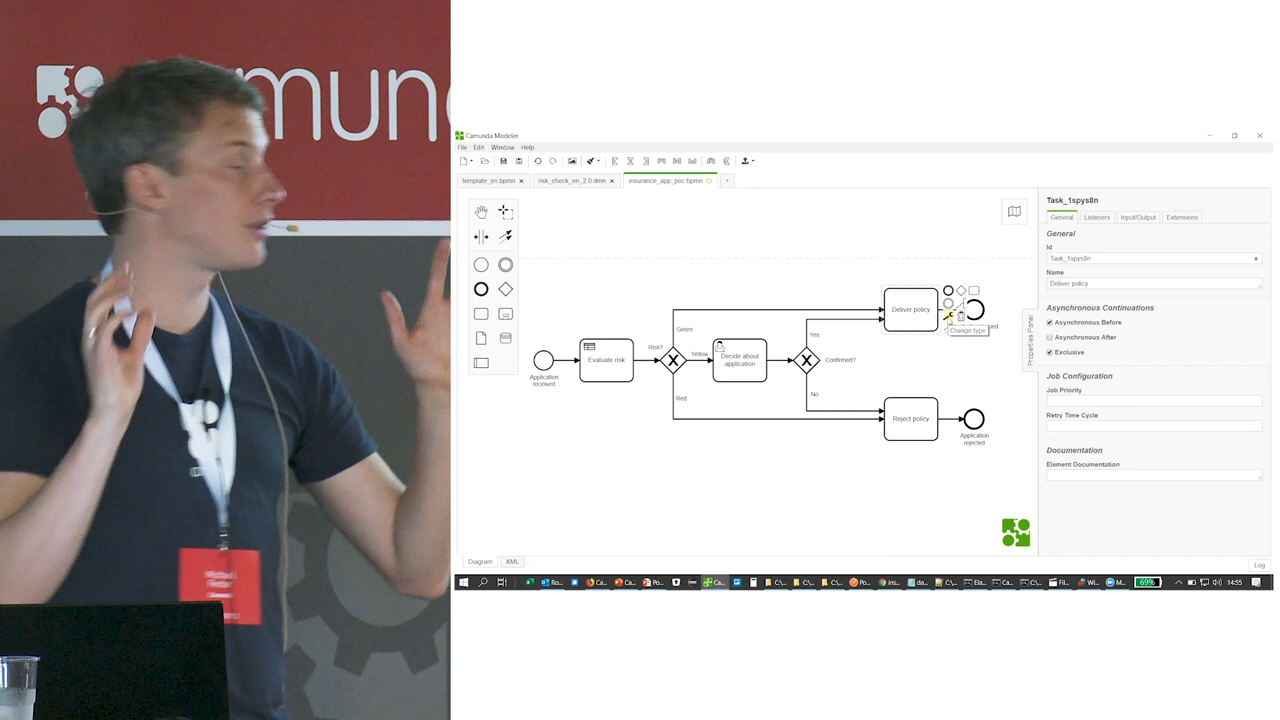 Camunda Modeler
File Edit Window Help
template_en.bpmn
risk_check_en_2.0.dmn
insurance_app_poc.bpmn
Evaluate risk
Application
received
Risk?
Green
Yellow
Red
Decide about
application
Yes
No
Confirmed?
Deliver policy
Change type
Reject policy
Application
rejected
Properties Panel
Task_1spys8n
General Listeners Input/Output Extensions
General
Id
Task_1spys8n
Name
Deliver policy
Asynchronous Continuations
Asynchronous Before
Asynchronous After
Exclusive
Job Configuration
Job Priority
Retry Time Cycle
Documentation
Element Documentation
Diagram XML
Log
69%
14:55